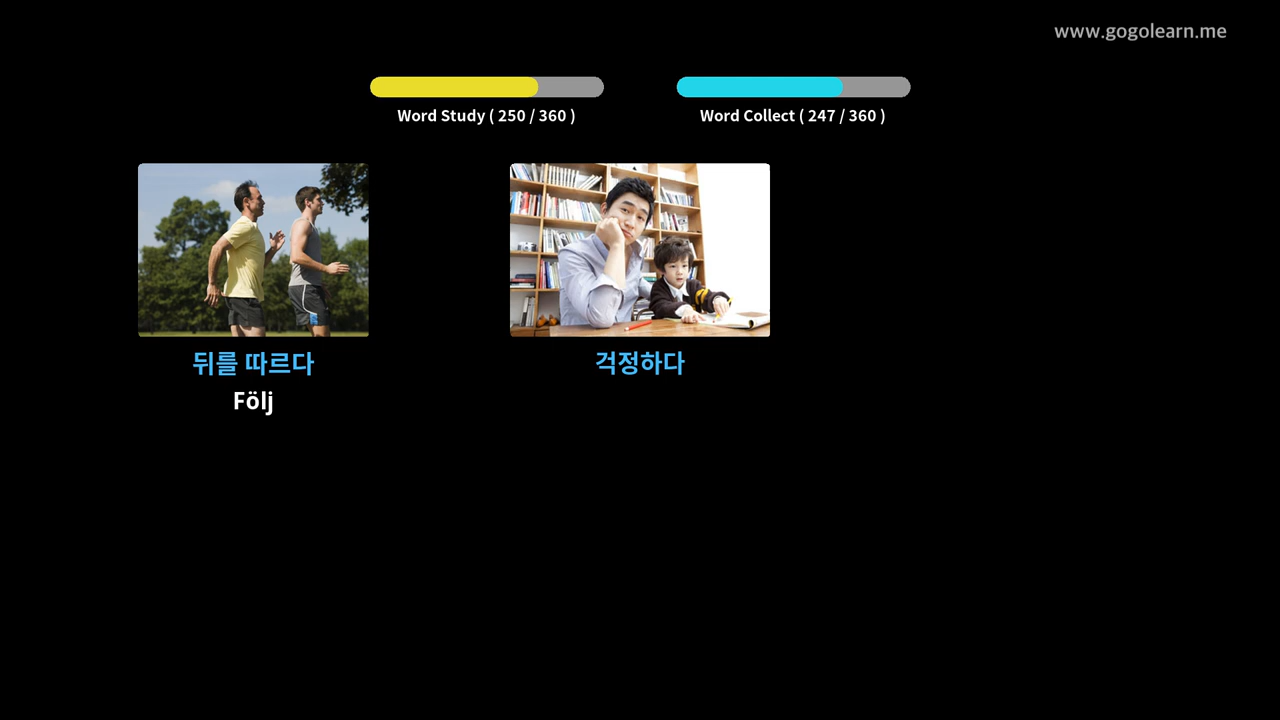 www.gogolearn.me
Word Study ( 250 / 360 )
Word Collect ( 247 / 360 )
뒤를 따르다
Följ
걱정하다